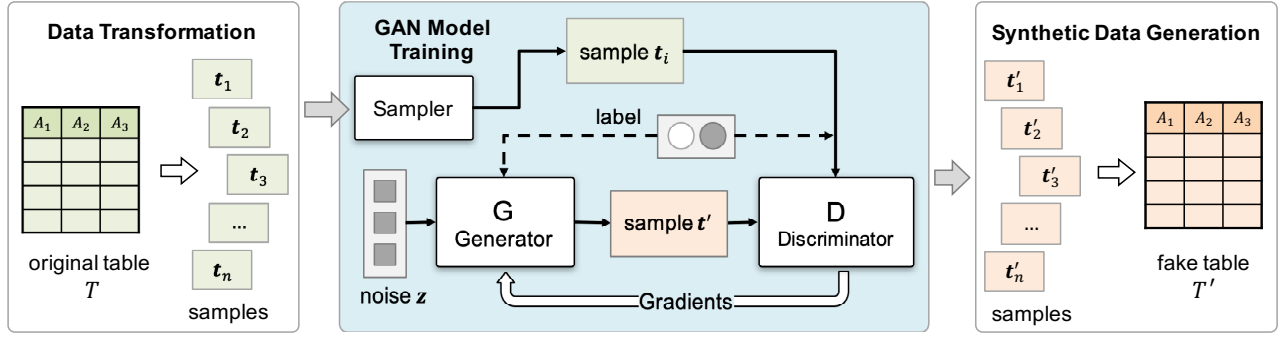 Data Transformation
A1 A2 A3
original table
T
t1
t2
t3
...
tn
samples
GAN Model
Training
Sampler
sample ti
label
noise z
G
Generator
sample t′
D
Discriminator
Gradients
Synthetic Data Generation
t′1
t′2
t′3
...
t′n
samples
A1 A2 A3
fake table
T′